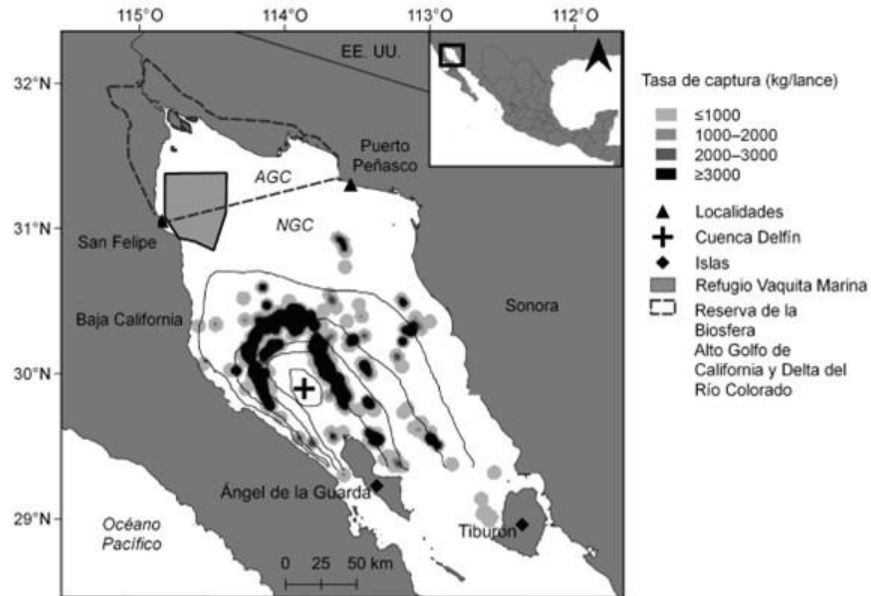 115°O 114°O 113°O 112°O
EE. UU.
32°N
Puerto
Peñasco
AGC
31°N
NGC
San Felipe
Baja California
Sonora
30°N
Ángel de la Guarda
29°N
Tiburón
Océano
Pacífico
0 25 50 km
Tasa de captura (kg/lance)
≤1000
1000–2000
2000–3000
≥3000
Localidades
Cuenca Delfín
Islas
Refugio Vaquita Marina
Reserva de la
Biosfera
Alto Golfo de
California y Delta del
Río Colorado